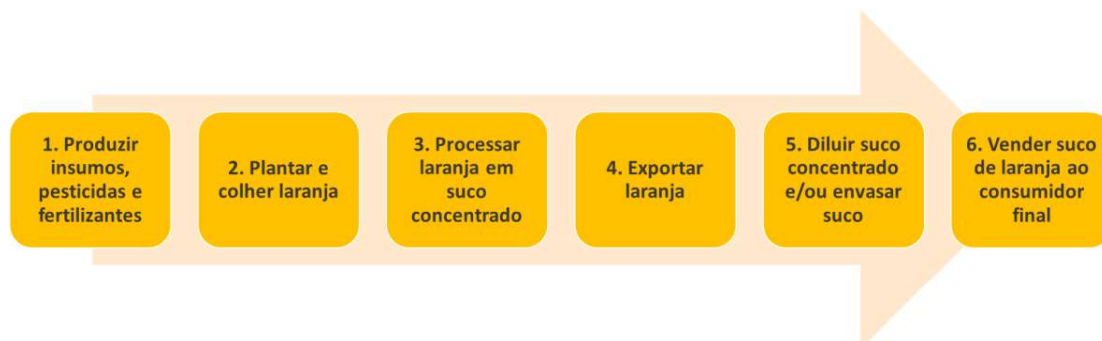 1. Produzir
insumos,
pesticidas e
fertilizantes
2. Plantar e
colher laranja
3. Processar
laranja em
suco
concentrado
4. Exportar
laranja
5. Diluir suco
concentrado
e/ou envasar
suco
6. Vender suco
de laranja ao
consumidor
final